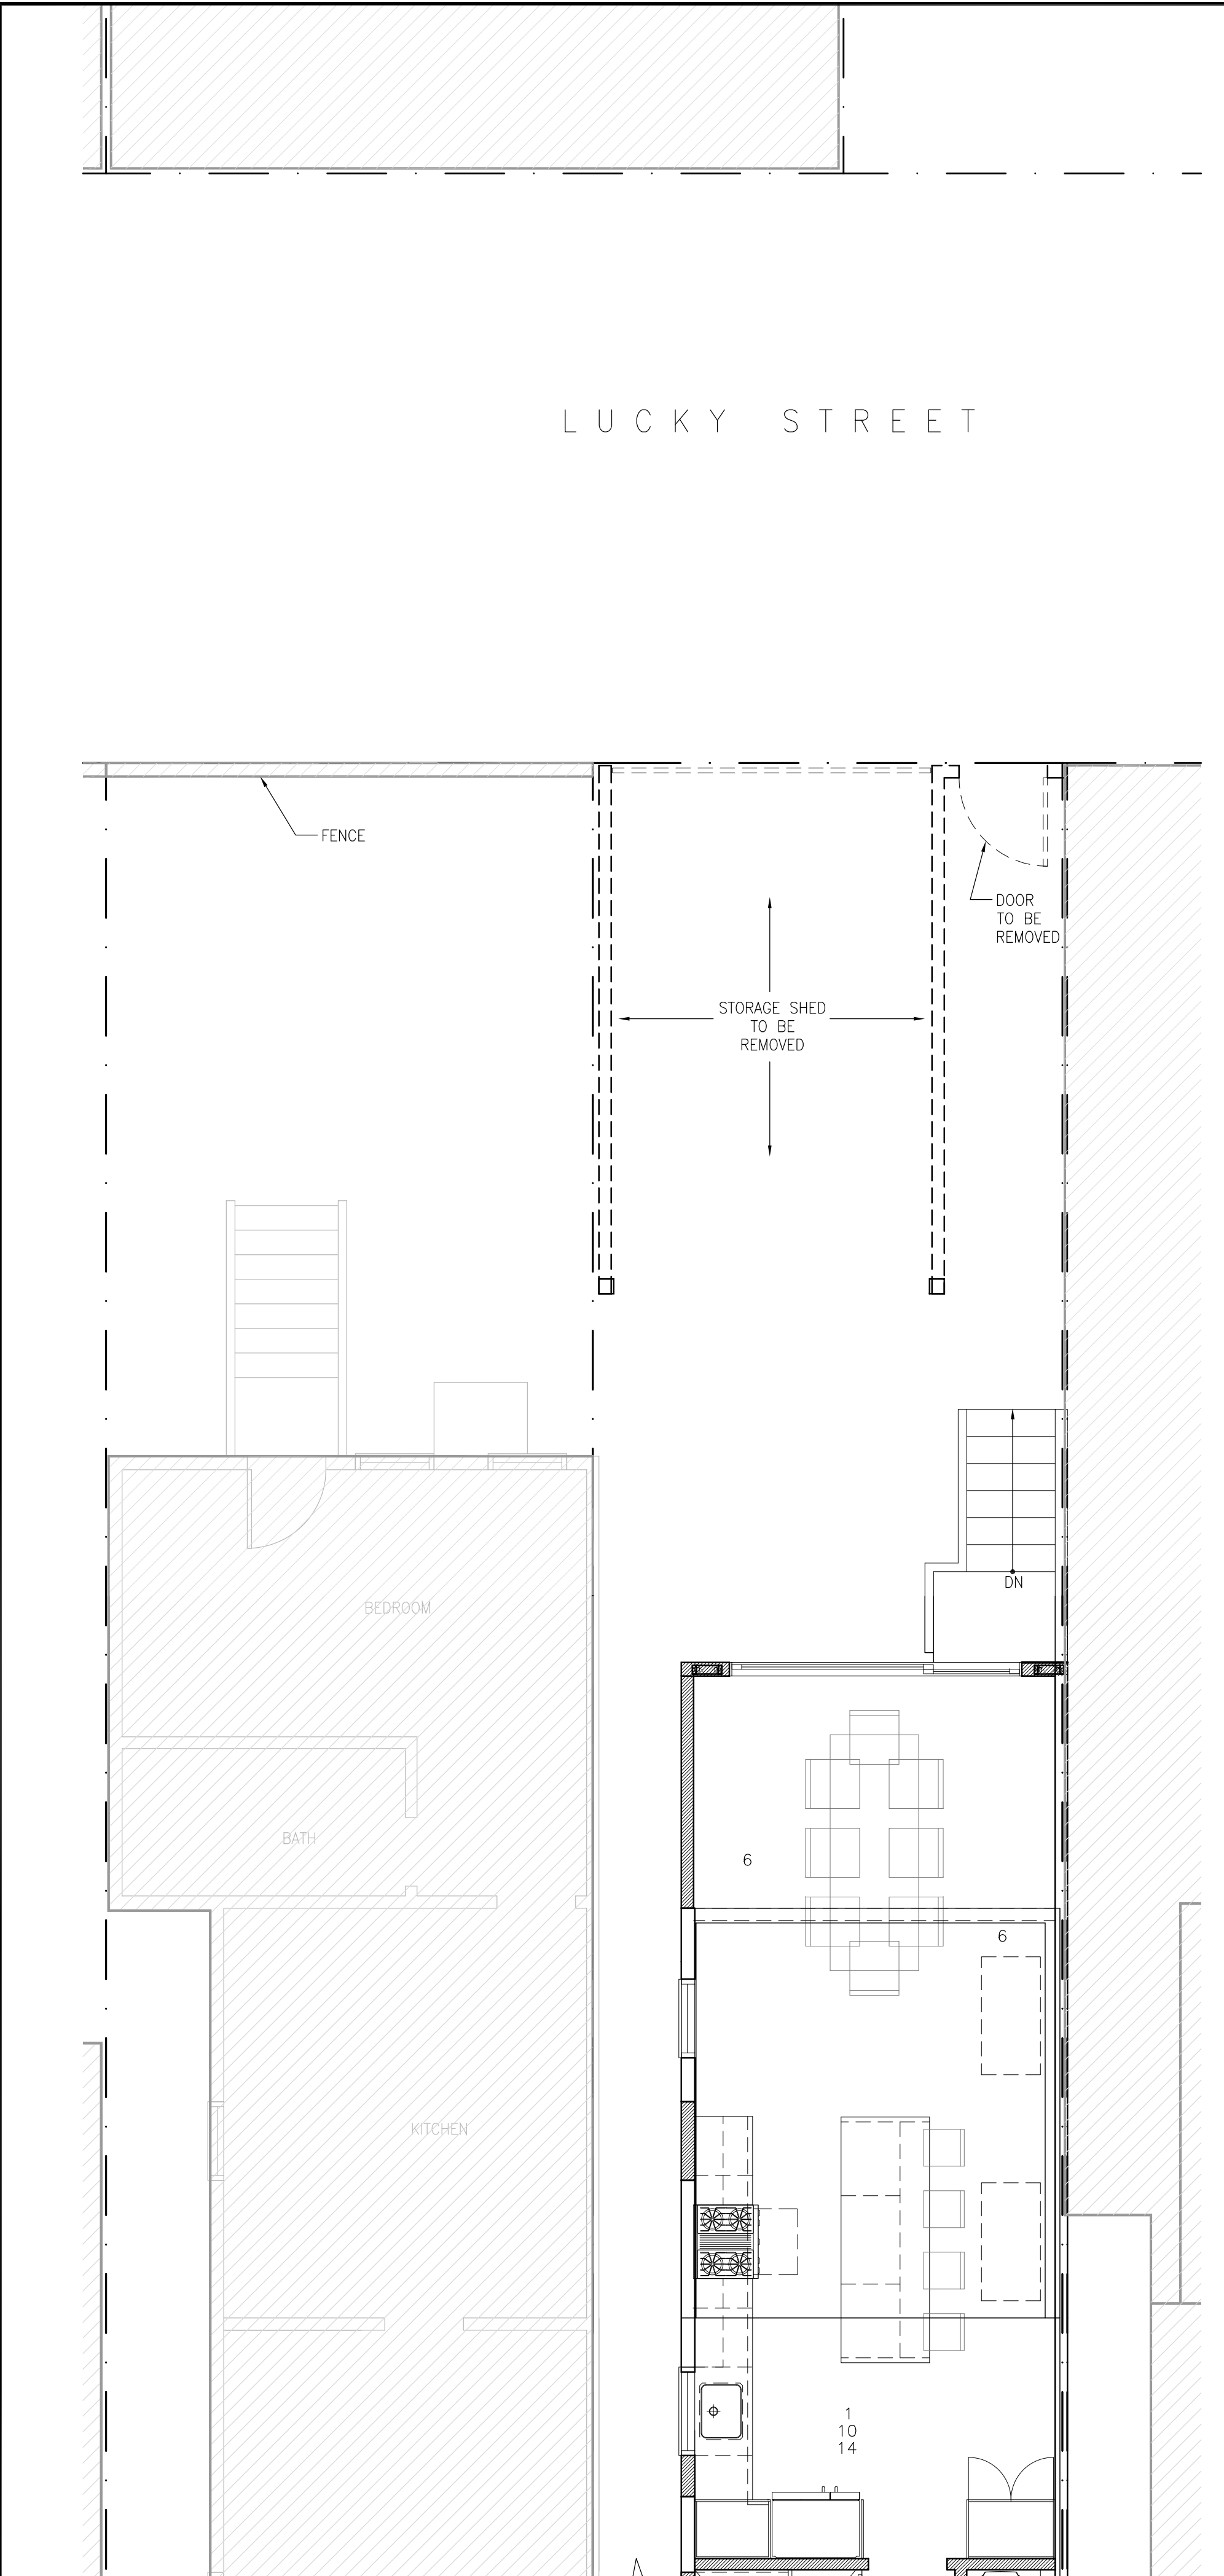 LUCKY STREET
FENCE
DOOR
TO BE
REMOVED
STORAGE SHED
TO BE
REMOVED
DN
BEDROOM
BATH
6
6
KITCHEN
1
10
14